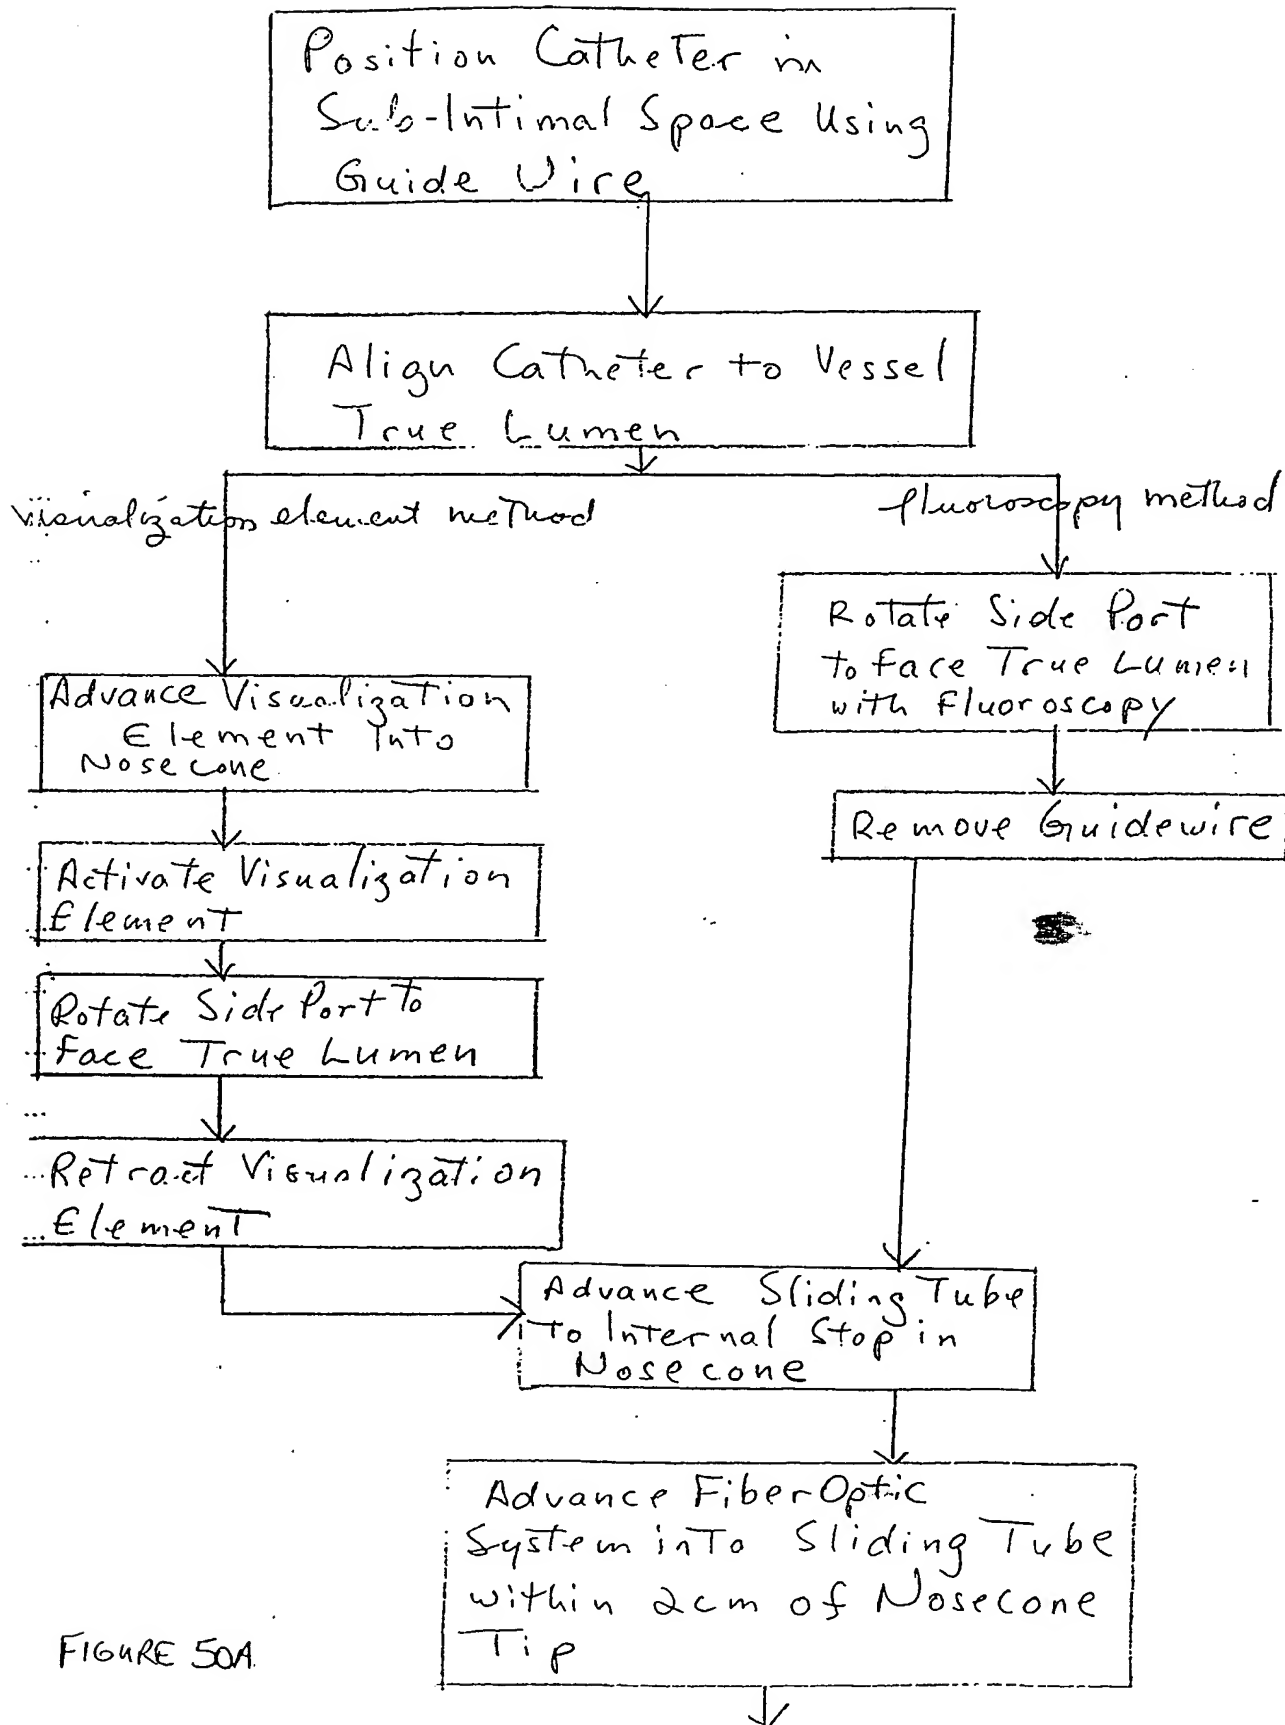 Position Catheter in
Sub-Intimal Space Using
Guide Wire
Align Catheter to Vessel
True Lumen
visualization element method
fluoroscopy method
Rotate Side Port
to Face True Lumen
with Fluoroscopy
Remove Guidewire
Advance Visualization
Element Into
Nosecone
Activate Visualization
Element
Rotate Side Port To
Face True Lumen
Retract Visualization
Element
Advance Sliding Tube
To Internal Stop in
Nosecone
Advance Fiber Optic
System inTo Sliding Tube
within 2cm of Nosecone
Tip
FIGURE 50A